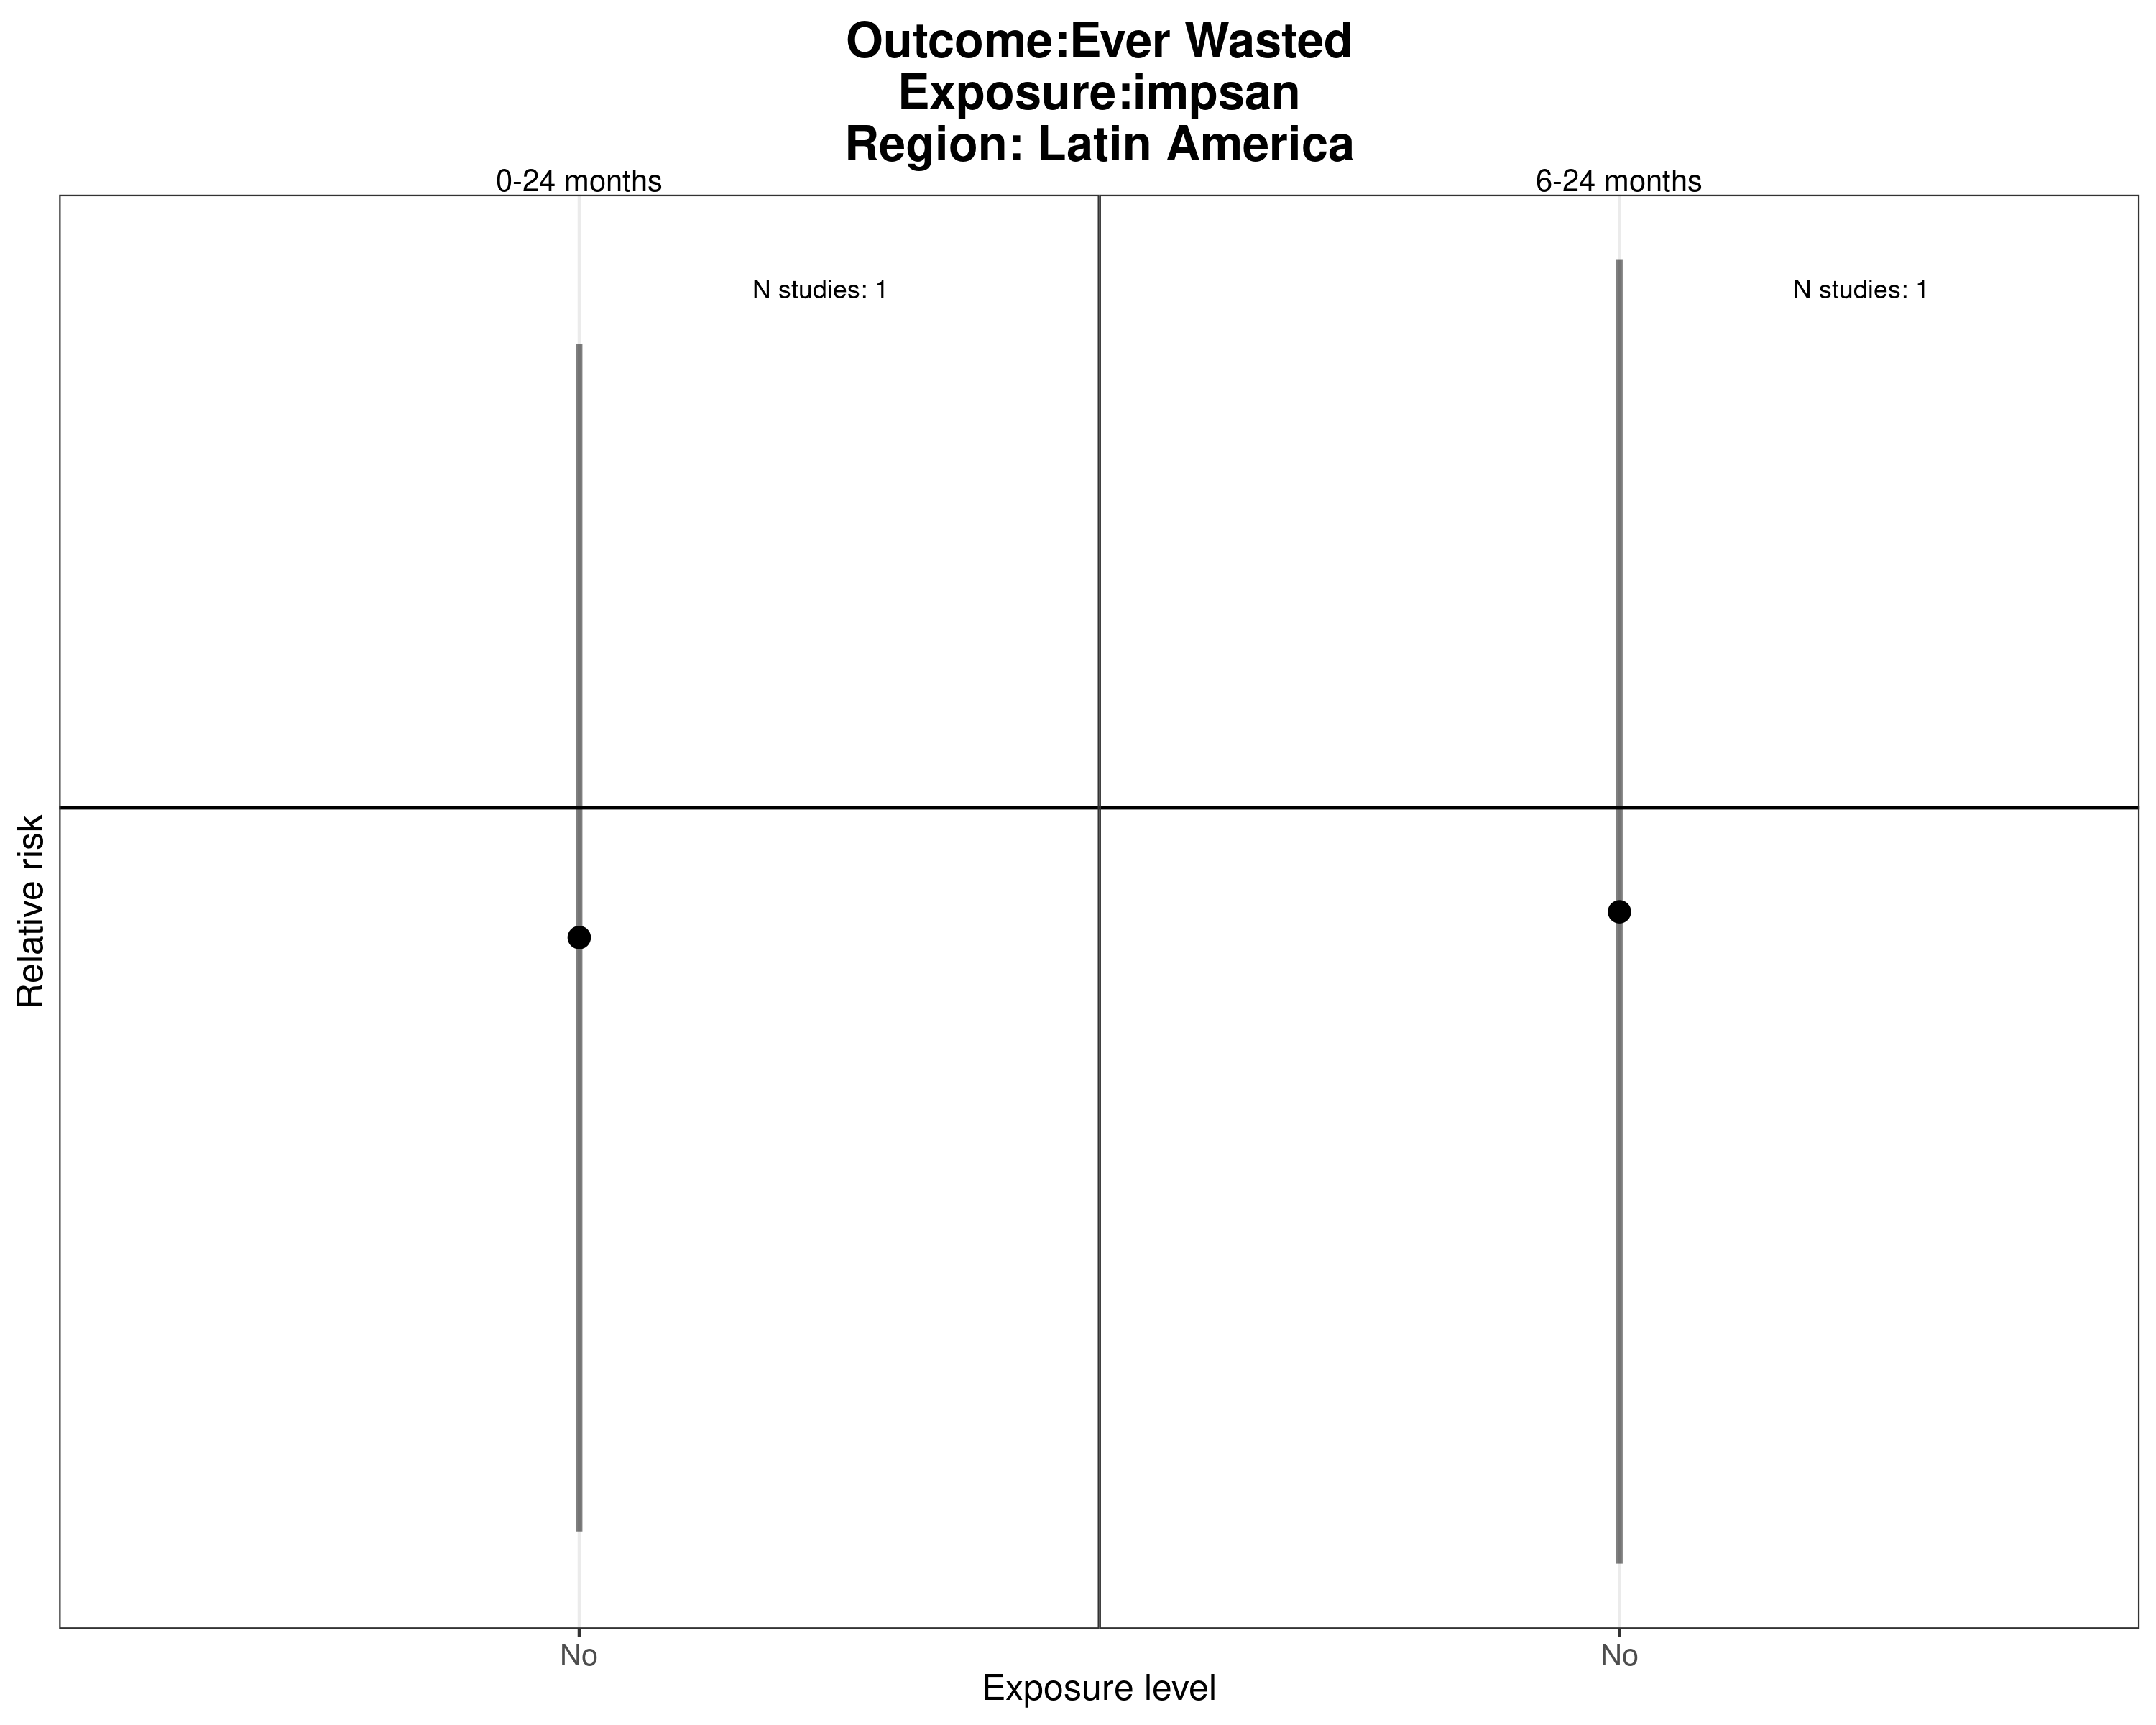 Outcome:Ever Wasted
Exposure:impsan
Region: Latin America
0-24 months
6-24 months
N studies: 1
N studies: 1
Relative risk
No
No
Exposure level